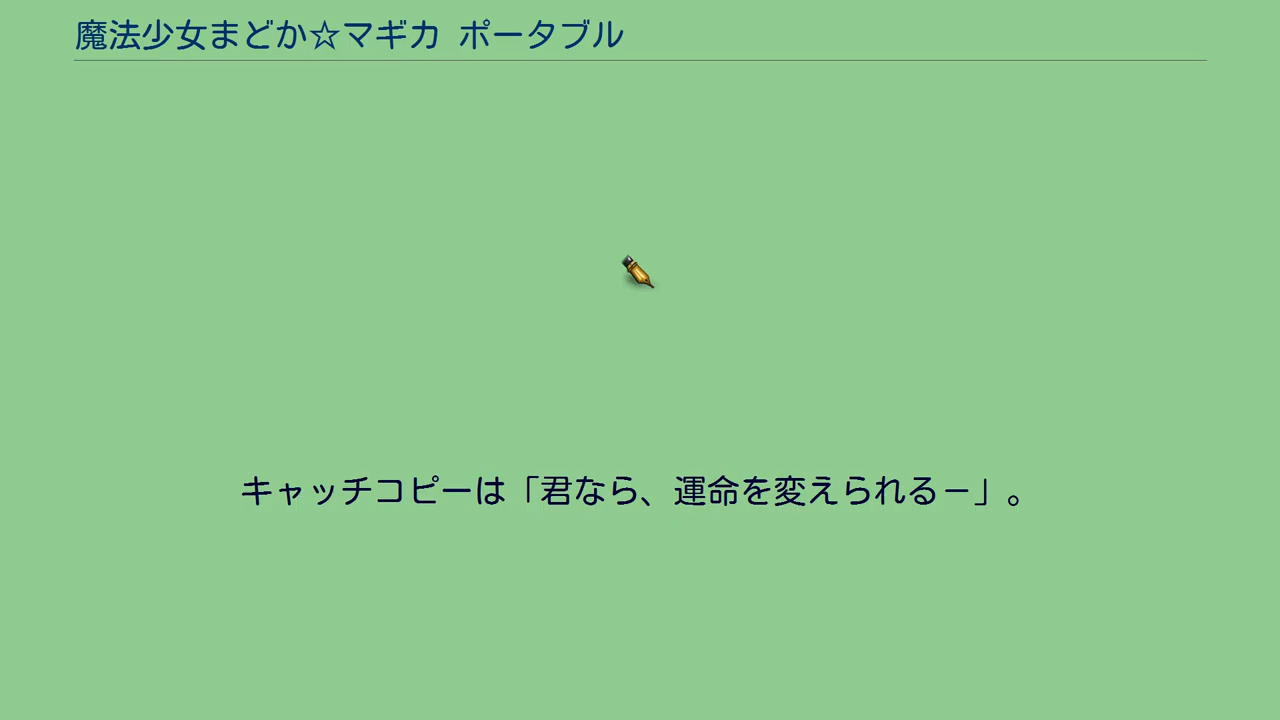 魔法少女まどか☆マギカ ポータブル
キャッチコピーは「君なら、運命を変えられる－」。